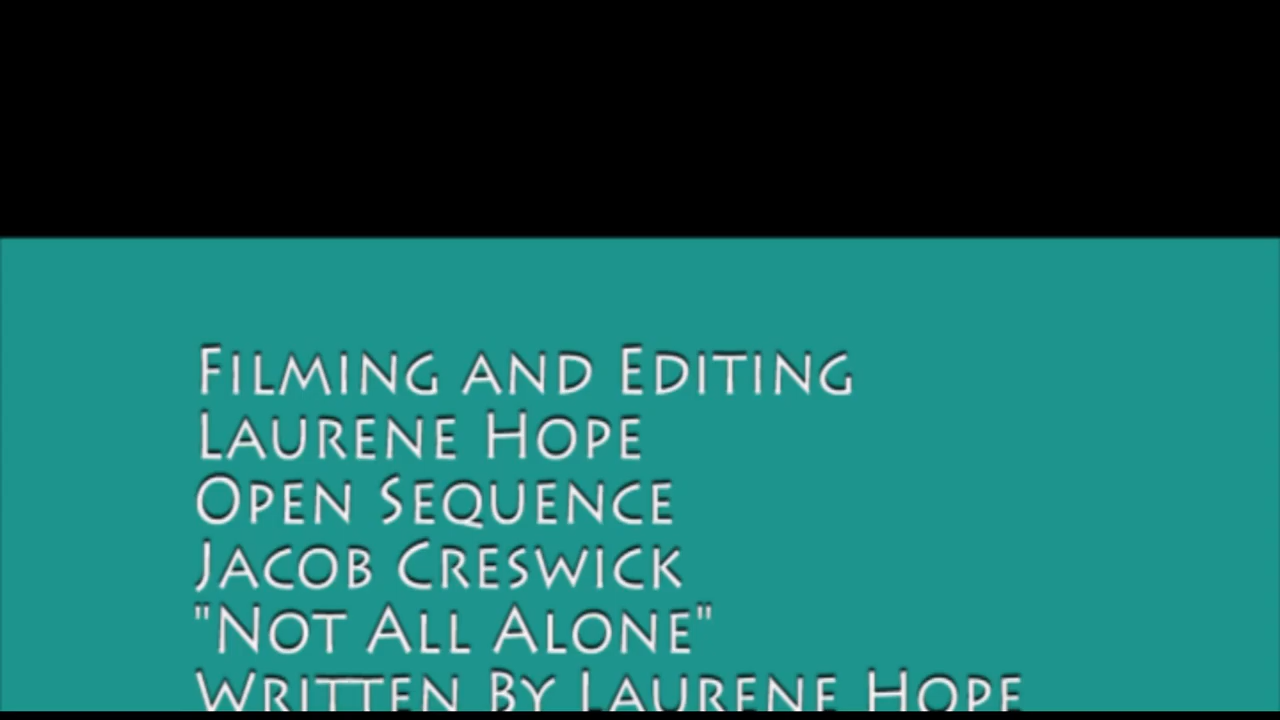 Filming and Editing
Laurene Hope
Open Sequence
Jacob Creswick
"Not All Alone"
Written By Laurene Hope